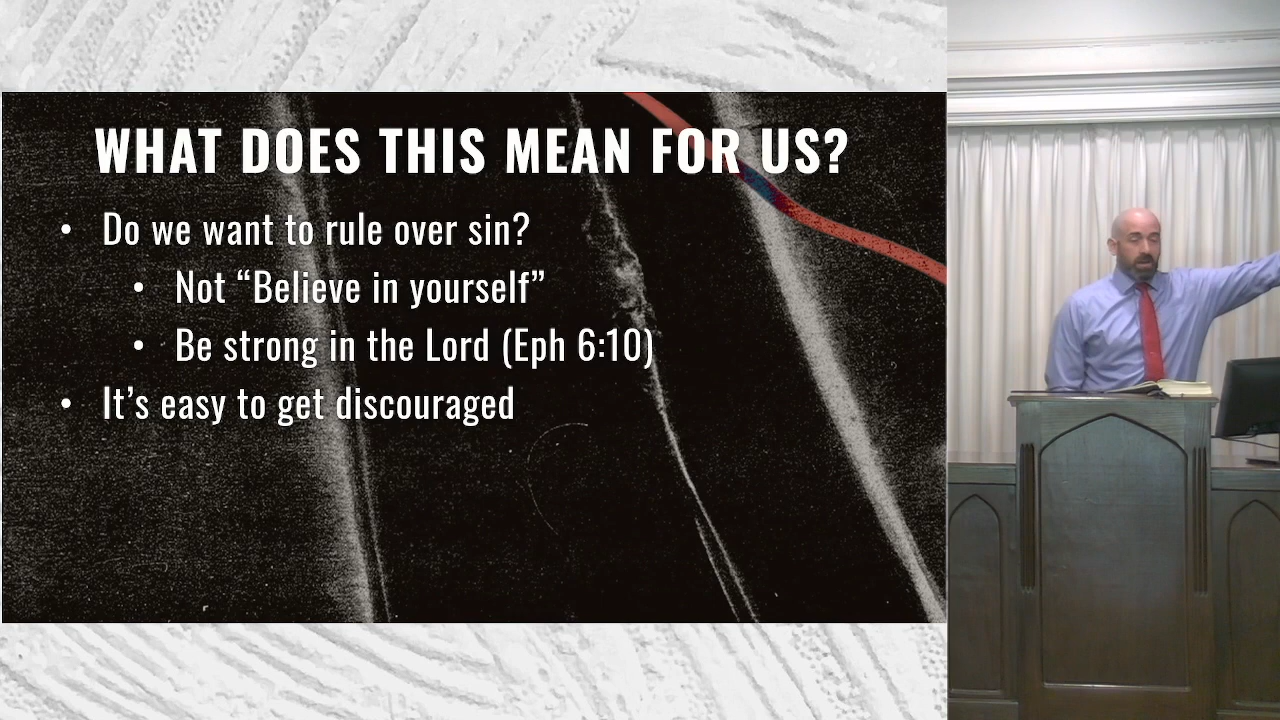 WHAT DOES THIS MEAN FOR US?
• Do we want to rule over sin?
• Not “Believe in yourself”
• Be strong in the Lord (Eph 6:10)
• It’s easy to get discouraged